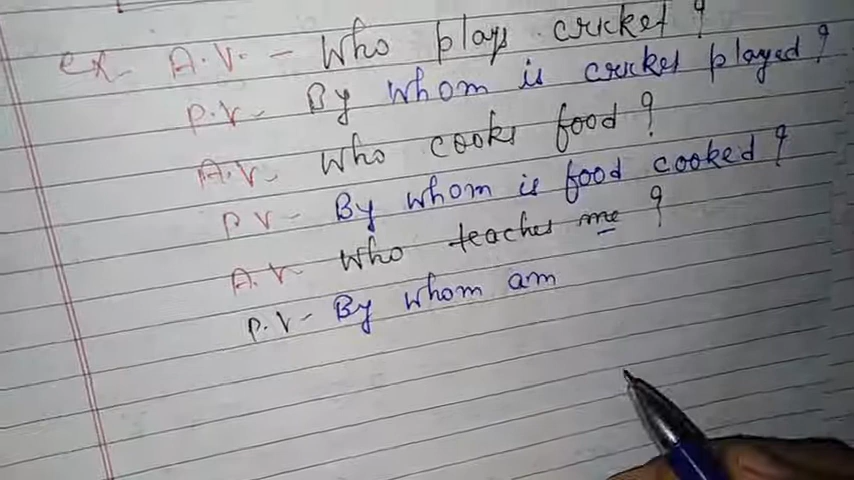 ex- A.V. - Who plays cricket ?
P.V- By whom is cricket played ?
A.V- Who cooks food ?
P.V- By whom is food cooked ?
A.V- Who teaches me ?
P.V- By whom am